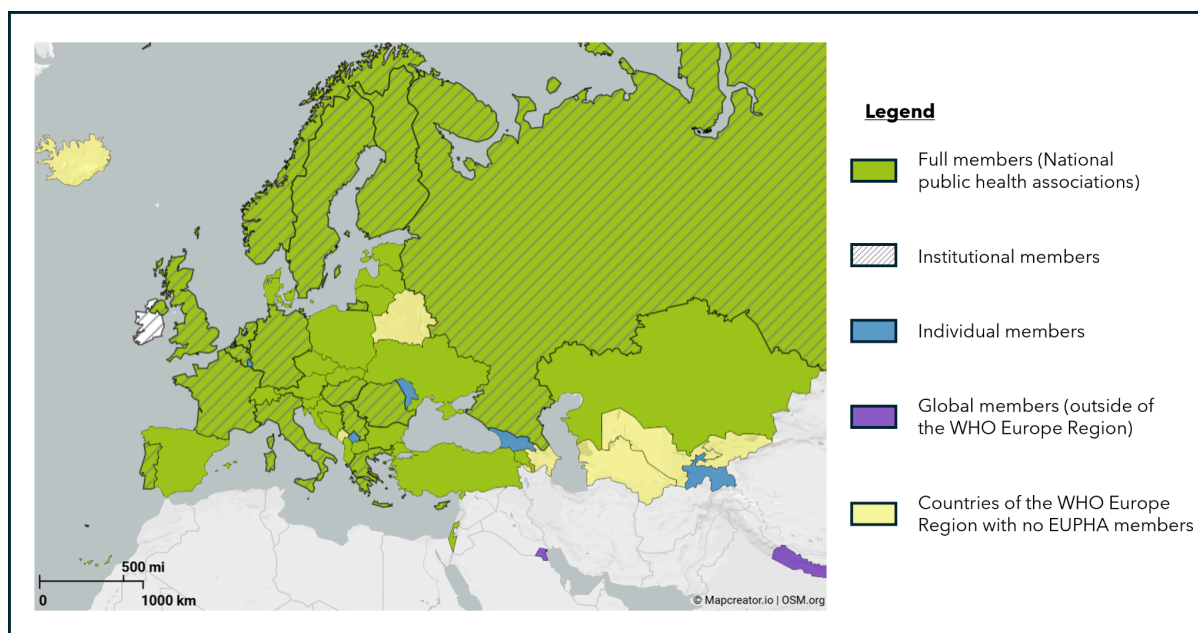 Legend
Full members (National
public health associations)
Institutional members
Individual members
Global members (outside of
the WHO Europe Region)
Countries of the WHO Europe
Region with no EUPHA members
500 mi
0
1000 km
© Mapcreator.io | OSM.org